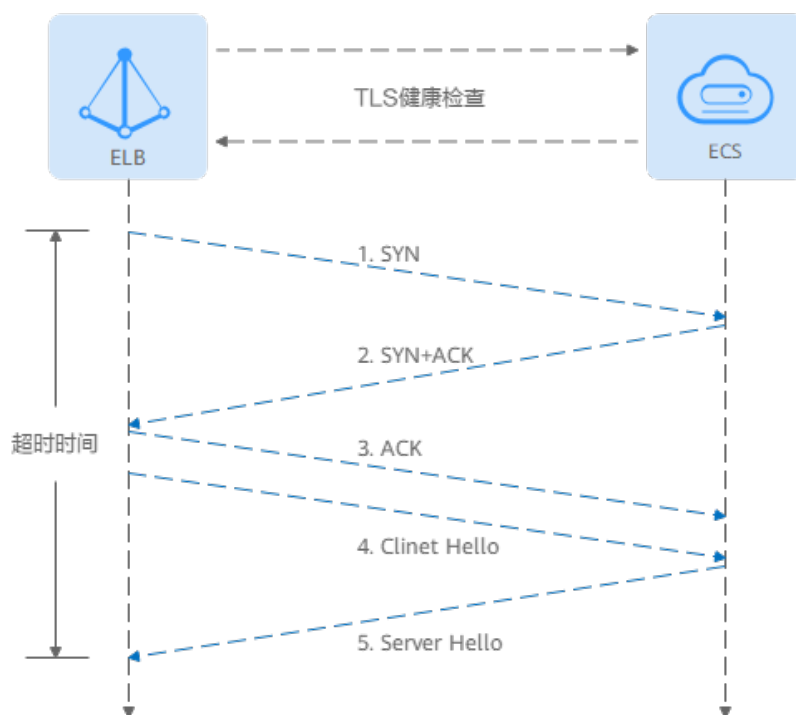 TLS健康检查
ELB
ECS
1. SYN
2. SYN+ACK
超时时间
3. ACK
4. Clinet Hello
5. Server Hello